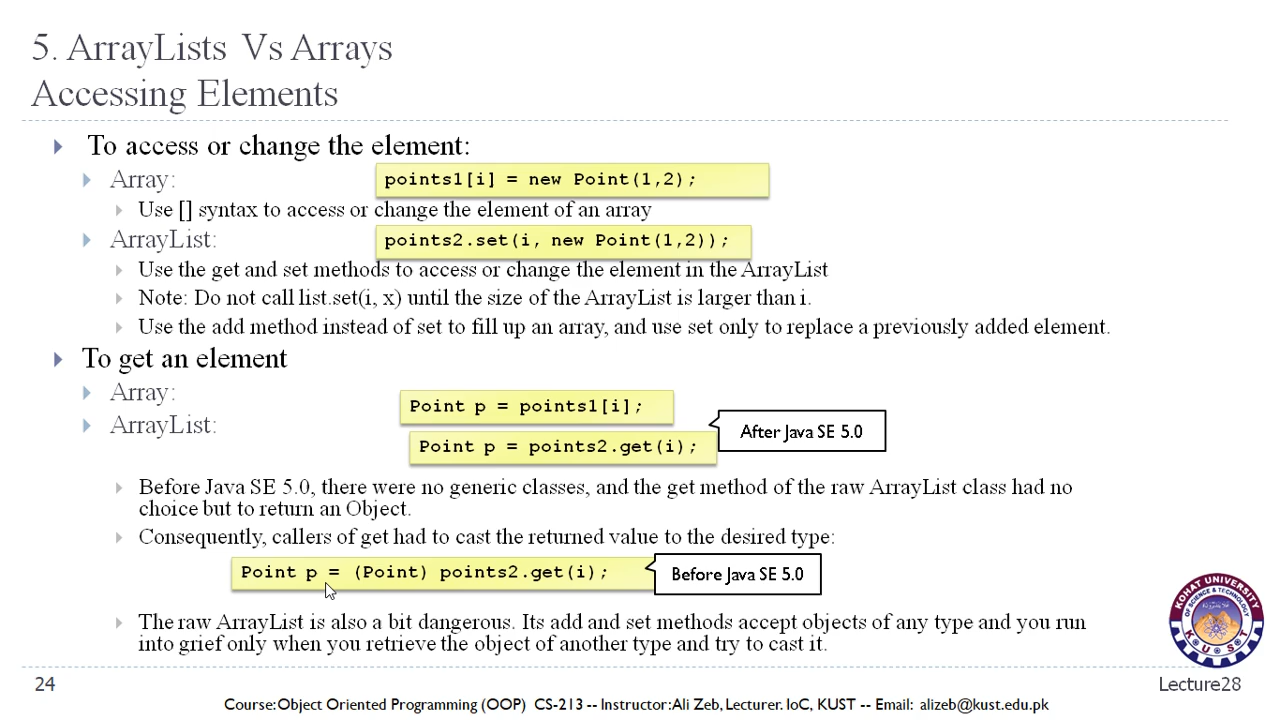 5. ArrayLists Vs Arrays
Accessing Elements
To access or change the element:
Array:
points1[i] = new Point(1,2);
Use [] syntax to access or change the element of an array
ArrayList:
points2.set(i, new Point(1,2));
Use the get and set methods to access or change the element in the ArrayList
Note: Do not call list.set(i, x) until the size of the ArrayList is larger than i.
Use the add method instead of set to fill up an array, and use set only to replace a previously added element.
To get an element
Array:
Point p = points1[i];
ArrayList:
Point p = points2.get(i);
After Java SE 5.0
Before Java SE 5.0, there were no generic classes, and the get method of the raw ArrayList class had no
choice but to return an Object.
Consequently, callers of get had to cast the returned value to the desired type:
Point p = (Point) points2.get(i);
Before Java SE 5.0
The raw ArrayList is also a bit dangerous. Its add and set methods accept objects of any type and you run
into grief only when you retrieve the object of another type and try to cast it.
KOHAT UNIVERSITY
OF SCIENCE & TECHNOLOGY
K U S T
24
Lecture28
Course: Object Oriented Programming (OOP) CS-213 -- Instructor: Ali Zeb, Lecturer. IoC, KUST -- Email: alizeb@kust.edu.pk